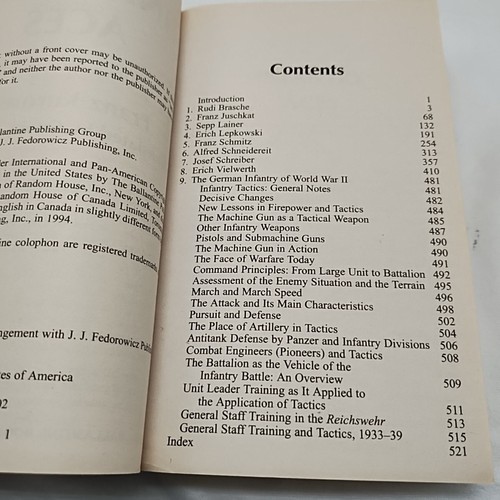 without a front cover may be unauthorized. If
it may have been reported to the publisher as
and neither the author nor the publisher may
for it.
lantine Publishing Group
J. J. Fedorowicz Publishing, Inc.
der International and Pan-American Copy
in the United States by The Ballantine
n of Random House, Inc., New York, and
andom House of Canada Limited, Toro
nglish in Canada in slightly different form
ng, Inc., in 1994.
ine colophon are registered trademarks
ngement with J. J. Fedorowicz Publis
es of America
02
1
Contents
Introduction 1
1. Rudi Brasche 3
2. Franz Juschkat 68
3. Sepp Lainer 132
4. Erich Lepkowski 191
5. Franz Schmitz 254
6. Alfred Schneidereit 313
7. Josef Schreiber 357
8. Erich Vielwerth 410
9. The German Infantry of World War II 481
Infantry Tactics: General Notes 481
Decisive Changes 482
New Lessons in Firepower and Tactics 484
The Machine Gun as a Tactical Weapon 485
Other Infantry Weapons 487
Pistols and Submachine Guns 490
The Machine Gun in Action 490
The Face of Warfare Today 491
Command Principles: From Large Unit to Battalion 492
Assessment of the Enemy Situation and the Terrain 495
March and March Speed 496
The Attack and Its Main Characteristics 498
Pursuit and Defense 502
The Place of Artillery in Tactics 504
Antitank Defense by Panzer and Infantry Divisions 506
Combat Engineers (Pioneers) and Tactics 508
The Battalion as the Vehicle of the
Infantry Battle: An Overview 509
Unit Leader Training as It Applied to
the Application of Tactics 511
General Staff Training in the Reichswehr 513
General Staff Training and Tactics, 1933–39 515
Index 521